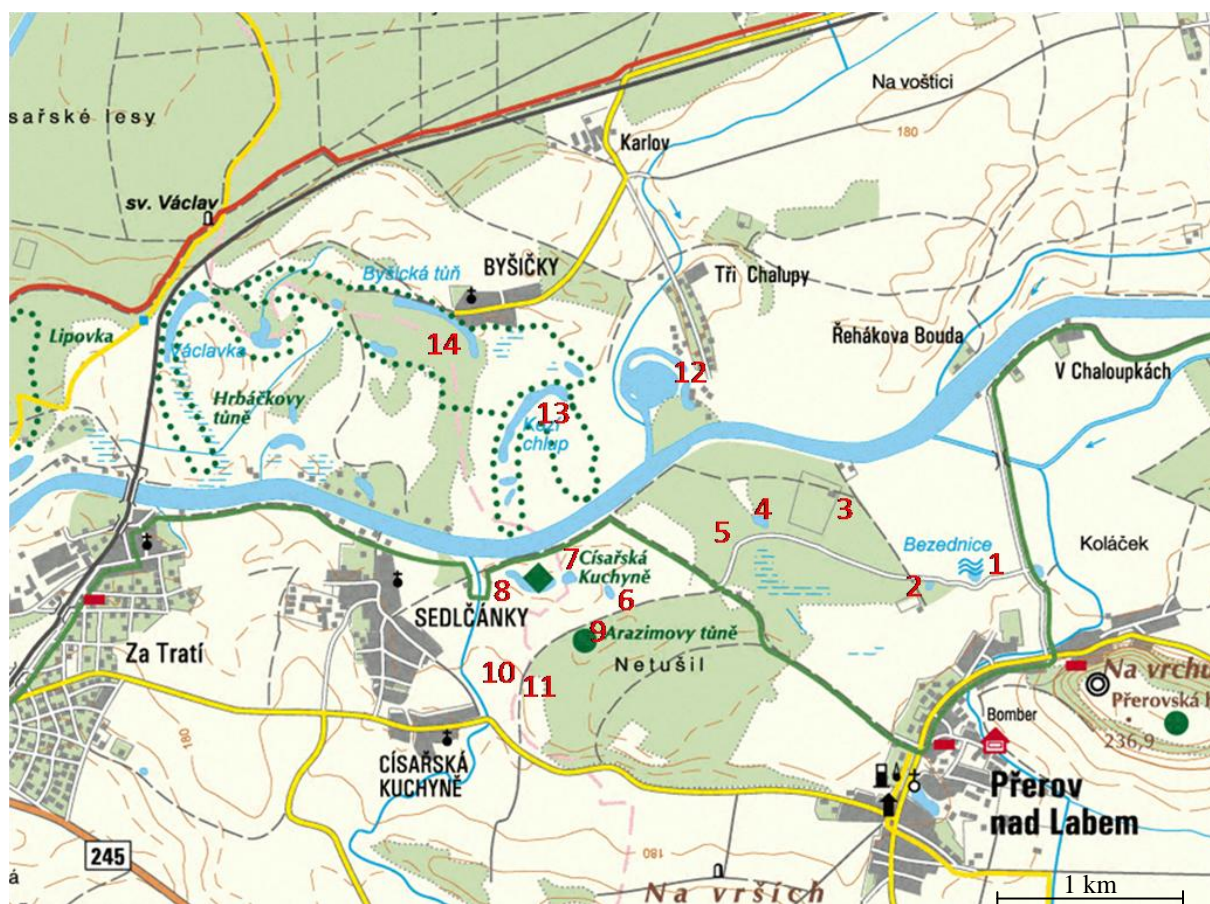 Na voštici
sařské lesy
180
Karlov
sv. Václav
Byšická tůň
BYŠIČKY
Tři Chalupy
Lipovka
Václavka
14
12
Řehákova Bouda
V Chaloupkách
Hrbáčkovy
tůně
13
Kozí
chlup
4
3
5
Bezednice
1
Koláček
7
Císařská
Kuchyně
2
8
6
SEDLČÁNKY
9
Arazimovy tůně
Za Tratí
Netušil
10
11
Na vrchu
Přerovská h
Bomber
236,9
180
CÍSAŘSKÁ
KUCHYNĚ
Přerov
nad Labem
245
180
á
Na vrších
1 km